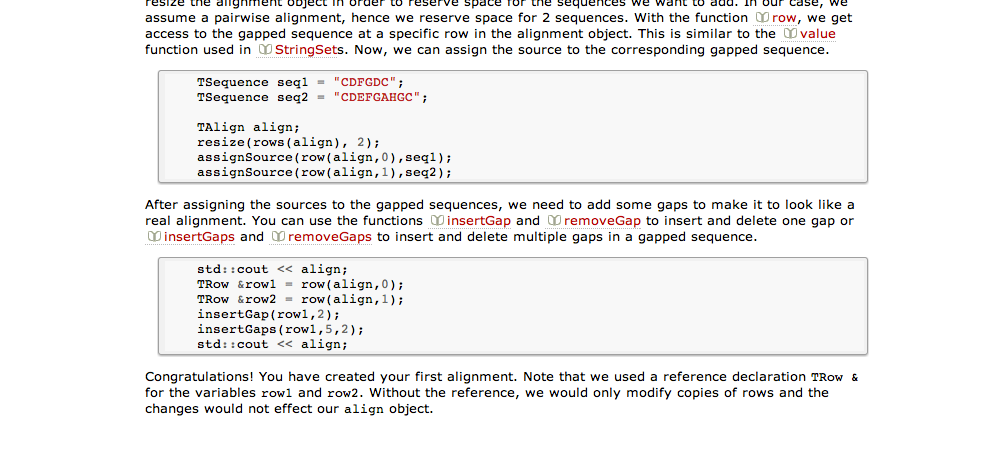 resize the alignment object in order to reserve space for the sequences we want to add. In our case, we
assume a pairwise alignment, hence we reserve space for 2 sequences. With the function row, we get
access to the gapped sequence at a specific row in the alignment object. This is similar to the value
function used in StringSets. Now, we can assign the source to the corresponding gapped sequence.
TSequence seq1 = "CDFGDC";
TSequence seq2 = "CDEFGAHGC";
TAlign align;
resize(rows(align), 2);
assignSource(row(align,0),seq1);
assignSource(row(align,1),seq2);
After assigning the sources to the gapped sequences, we need to add some gaps to make it to look like a
real alignment. You can use the functions insertGap and removeGap to insert and delete one gap or
insertGaps and removeGaps to insert and delete multiple gaps in a gapped sequence.
std::cout << align;
TRow &row1 = row(align,0);
TRow &row2 = row(align,1);
insertGap(row1,2);
insertGaps(row1,5,2);
std::cout << align;
Congratulations! You have created your first alignment. Note that we used a reference declaration TRow &
for the variables row1 and row2. Without the reference, we would only modify copies of rows and the
changes would not effect our align object.